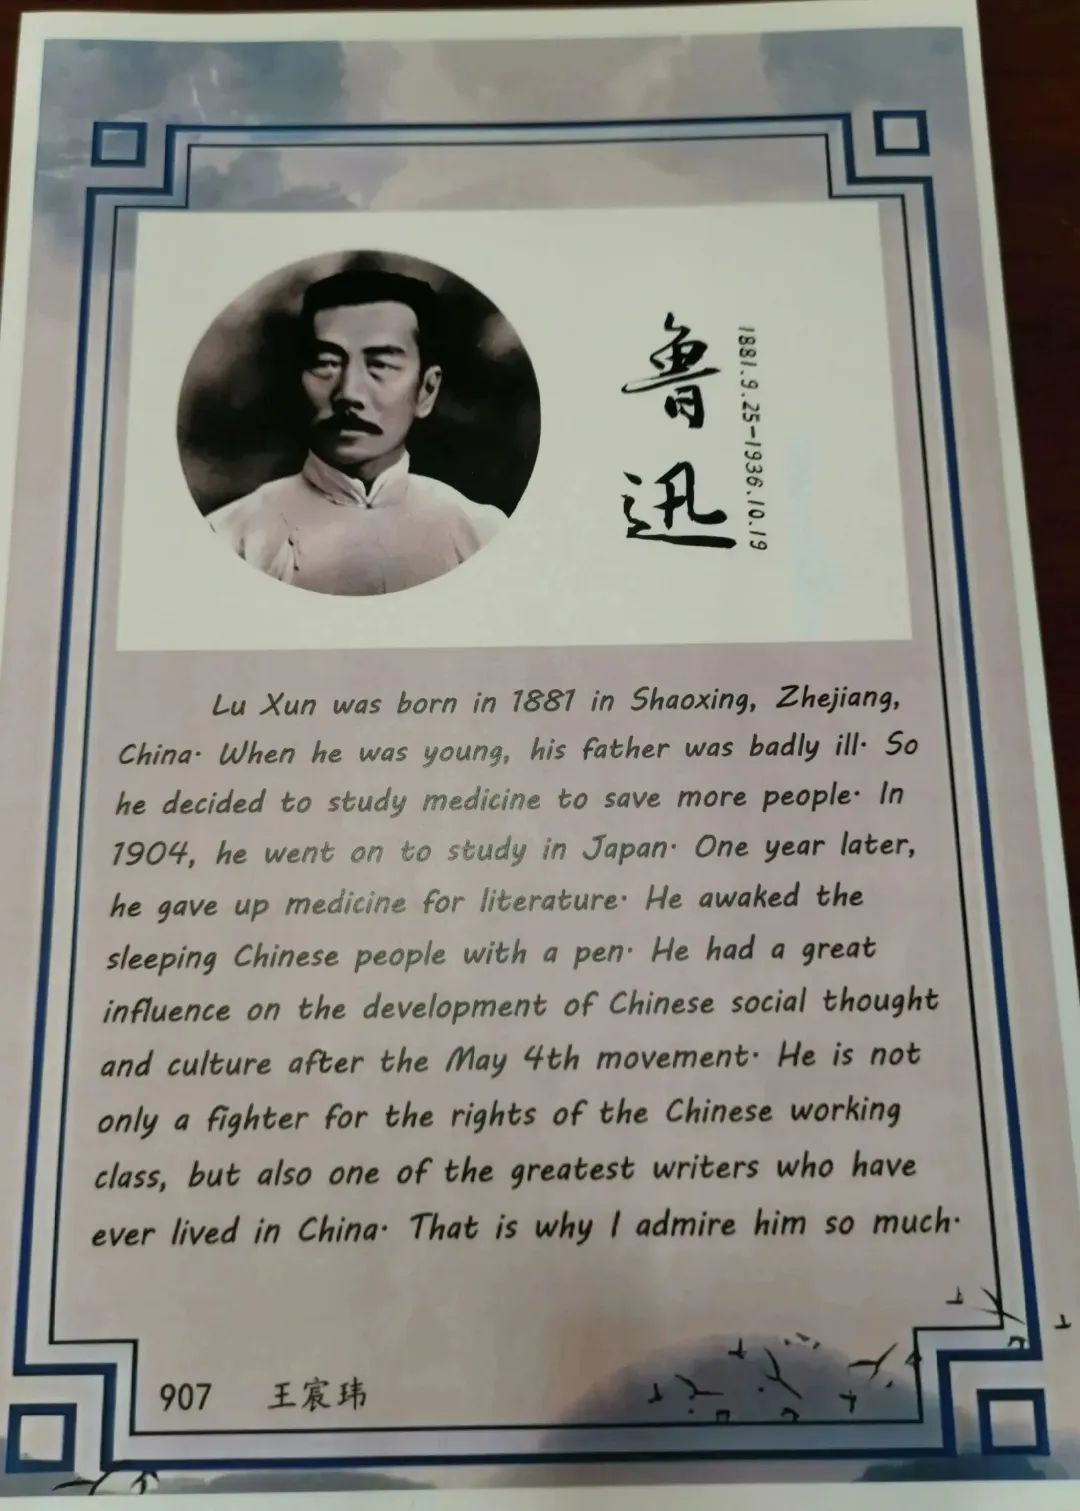 鲁迅
1881.9.25-1936.10.19
Lu Xun was born in 1881 in Shaoxing, Zhejiang,
China. When he was young, his father was badly ill. So
he decided to study medicine to save more people. In
1904, he went on to study in Japan. One year later,
he gave up medicine for literature. He awaked the
sleeping Chinese people with a pen. He had a great
influence on the development of Chinese social thought
and culture after the May 4th movement. He is not
only a fighter for the rights of the Chinese working
class, but also one of the greatest writers who have
ever lived in China. That is why I admire him so much.
907 王宸玮